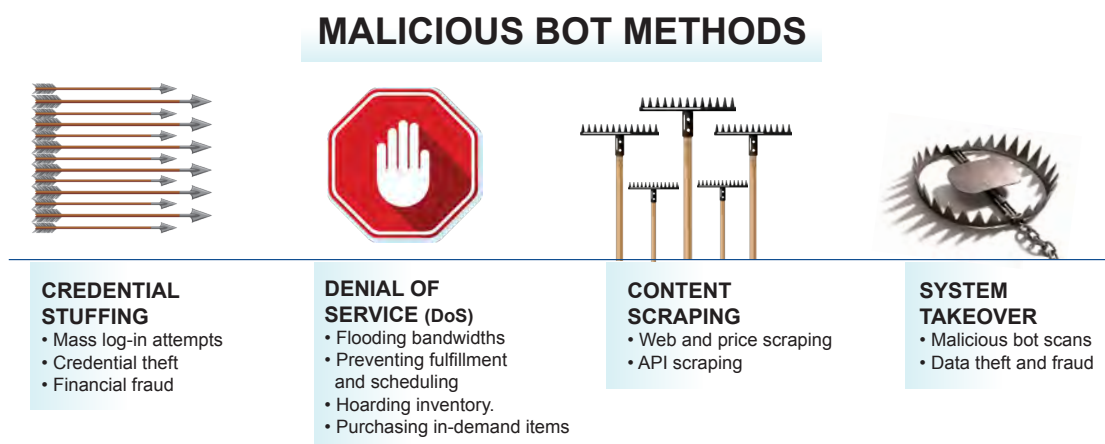 MALICIOUS BOT METHODS
CREDENTIAL
STUFFING
• Mass log-in attempts
• Credential theft
• Financial fraud
DENIAL OF
SERVICE (DoS)
• Flooding bandwidths
• Preventing fulfillment
and scheduling
• Hoarding inventory.
• Purchasing in-demand items
CONTENT
SCRAPING
• Web and price scraping
• API scraping
SYSTEM
TAKEOVER
• Malicious bot scans
• Data theft and fraud